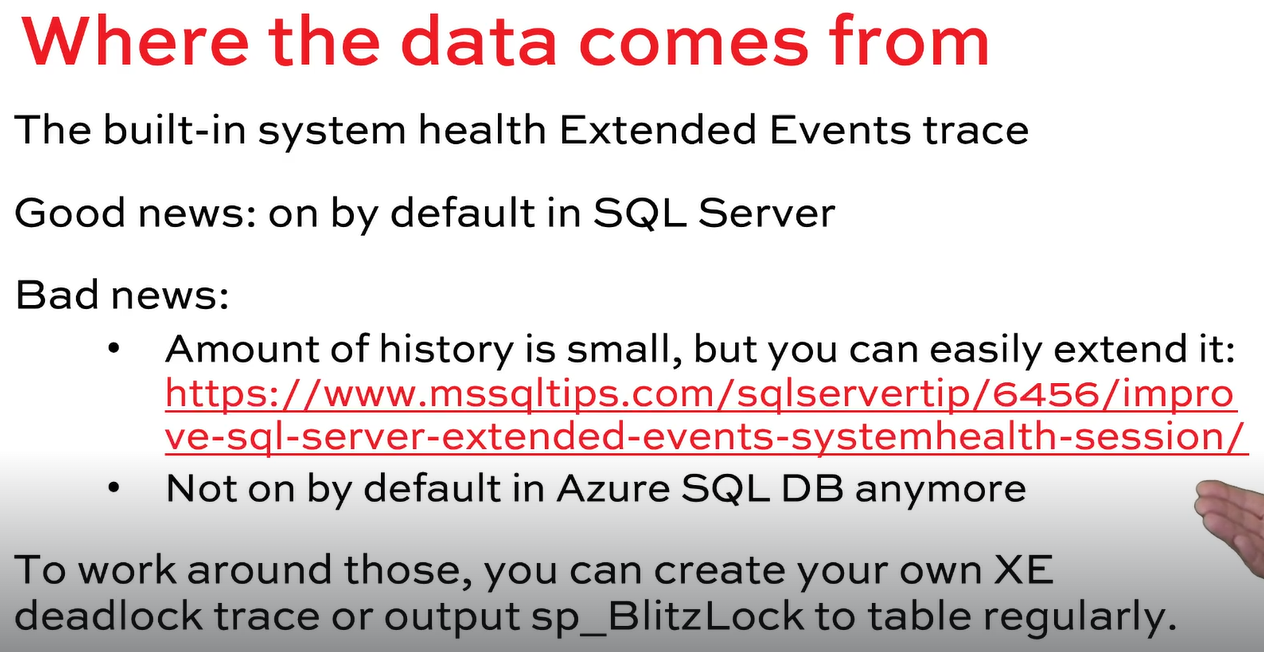 Where the data comes from
The built-in system health Extended Events trace
Good news: on by default in SQL Server
Bad news:
• Amount of history is small, but you can easily extend it:
https://www.mssqltips.com/sqlservertip/6456/impro
ve-sql-server-extended-events-systemhealth-session/
• Not on by default in Azure SQL DB anymore
To work around those, you can create your own XE
deadlock trace or output sp_BlitzLock to table regularly.